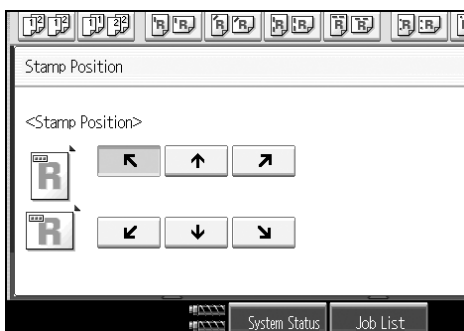 Stamp Position
<Stamp Position>
R
R
System Status Job List